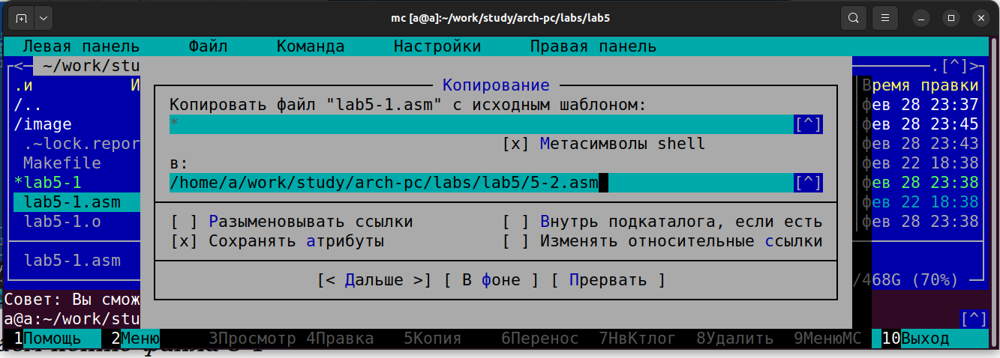 mc [a@a]:~/work/study/arch-pc/labs/lab5
Левая панель Файл Команда Настройки Правая панель
<— ~/work/stu .[^]>
.и И Время правки
/.. фев 28 23:37
/image фев 28 23:45
.~lock.repor фев 28 23:43
Makefile фев 22 18:38
*lab5-1 фев 28 23:38
lab5-1.asm фев 22 18:38
lab5-1.o фев 28 23:38
lab5-1.asm
/468G (70%)
Копирование
Копировать файл "lab5-1.asm" с исходным шаблоном:
* [^]
[x] Метасимволы shell
в:
/home/a/work/study/arch-pc/labs/lab5/5-2.asm [^]
[ ] Разыменовывать ссылки [ ] Внутрь подкаталога, если есть
[x] Сохранять атрибуты [ ] Изменять относительные ссылки
[< Дальше >] [ В фоне ] [ Прервать ]
Совет: Вы смож
a@a:~/work/stu [^]
1Помощь 2Меню 3Просмотр 4Правка 5Копия 6Перенос 7НвКтлог 8Удалить 9МенюМС 10Выход